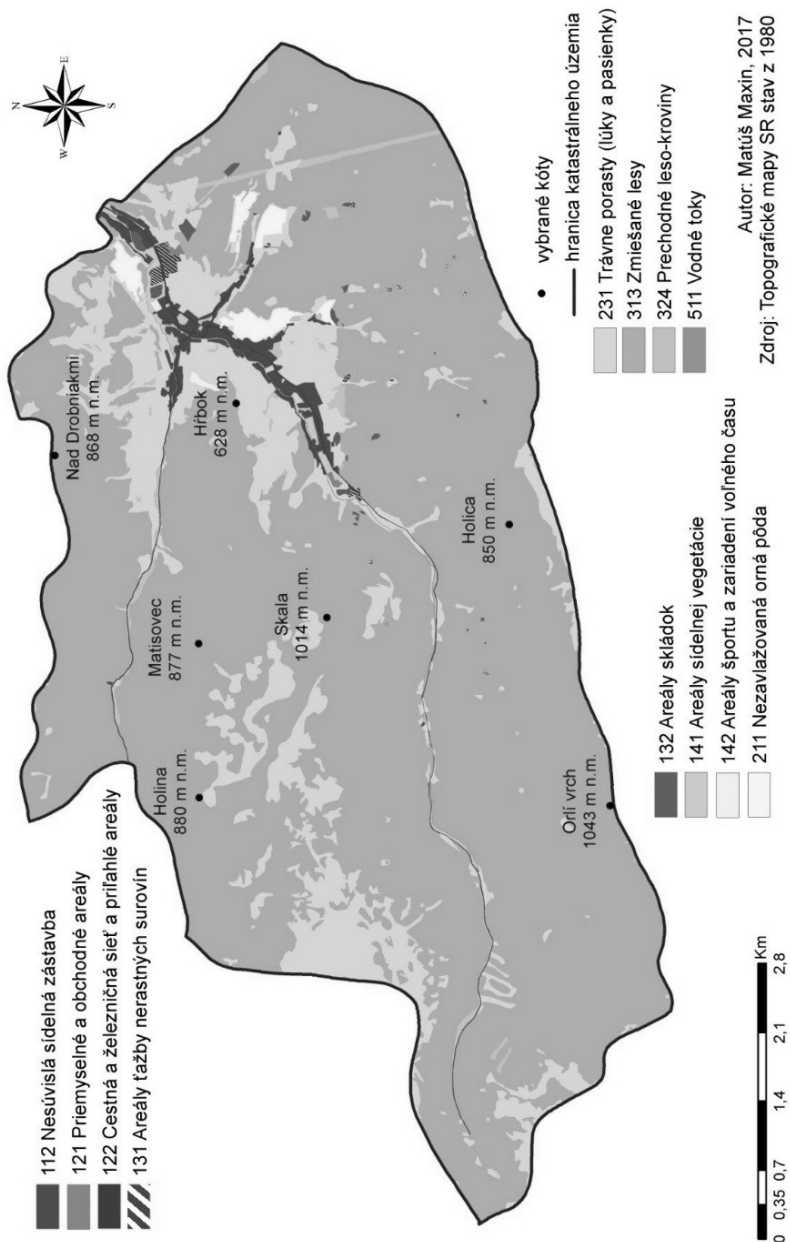 112 Nesúvislá sídelná zástavba
121 Priemyselné a obchodné areály
122 Cestná a železničná sieť a priľahlé areály
131 Areály ťažby nerastných surovín
N
W
E
S
Nad Drobniakmi
868 m n.m.
Matisovec
877 m n.m.
Hŕbok
628 m n.m.
Holina
880 m n.m.
Skala
1014 m n.m.
Holica
850 m n.m.
Orlí vrch
1043 m n.m.
132 Areály skládok
141 Areály sídelnej vegetácie
142 Areály športu a zariadení voľného času
211 Nezavlažovaná orná pôda
vybrané kóty
hranica katastrálneho územia
231 Trávne porasty (lúky a pasienky)
313 Zmiešané lesy
324 Prechodné leso-kroviny
511 Vodné toky
0 0,35 0,7 1,4 2,1 2,8
Km
Autor: Matúš Maxin, 2017
Zdroj: Topografické mapy SR stav z 1980